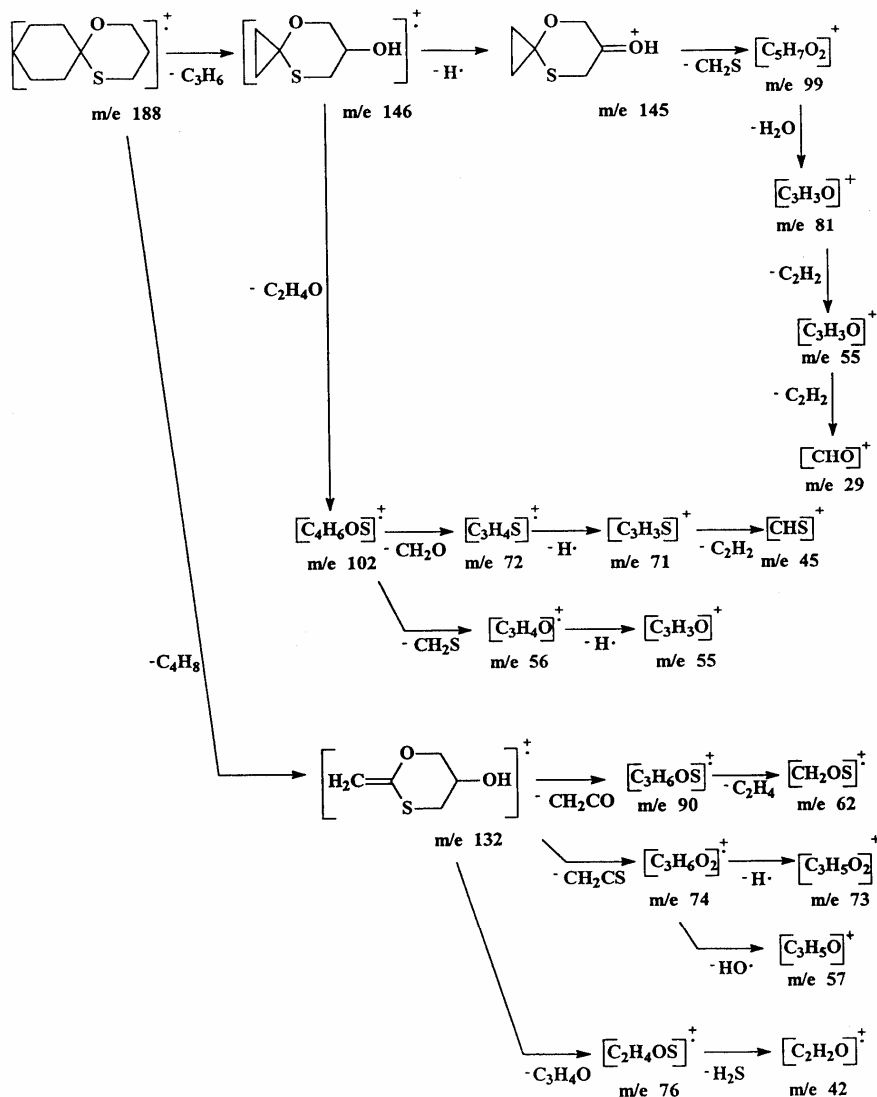 O
S
+
·
- C₃H₆
m/e 188
O
OH
S
+
·
- H·
m/e 146
O
+
OH
S
- CH₂S
m/e 145
[C₅H₇O₂]⁺
m/e 99
-H₂O
[C₃H₃O]⁺
m/e 81
- C₂H₂
[C₃H₃O]⁺
m/e 55
- C₂H₂
[CHO]⁺
m/e 29
- C₂H₄O
[C₄H₆OS]⁺·
m/e 102
- CH₂O
[C₃H₄S]⁺·
m/e 72
- H·
[C₃H₃S]⁺
m/e 71
- C₂H₂
[CHS]⁺
m/e 45
- CH₂S
[C₃H₄O]⁺·
m/e 56
- H·
[C₃H₃O]⁺
m/e 55
-C₄H₈
H₂C
O
OH
S
+
·
m/e 132
- CH₂CO
[C₃H₆OS]⁺·
m/e 90
-C₂H₄
[CH₂OS]⁺·
m/e 62
- CH₂CS
[C₃H₆O₂]⁺·
m/e 74
- H·
[C₃H₅O₂]⁺
m/e 73
-HO·
[C₃H₅O]⁺
m/e 57
-C₃H₄O
[C₂H₄OS]⁺·
m/e 76
-H₂S
[C₂H₂O]⁺·
m/e 42